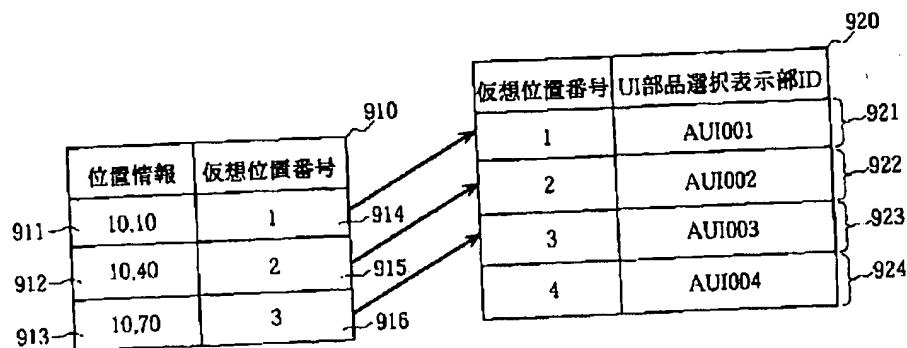 910
位置情報 仮想位置番号
911 10,10 1 914
912 10,40 2 915
913 10,70 3 916
920
仮想位置番号 UI部品選択表示部ID
1 AUI001 921
2 AUI002 922
3 AUI003 923
4 AUI004 924